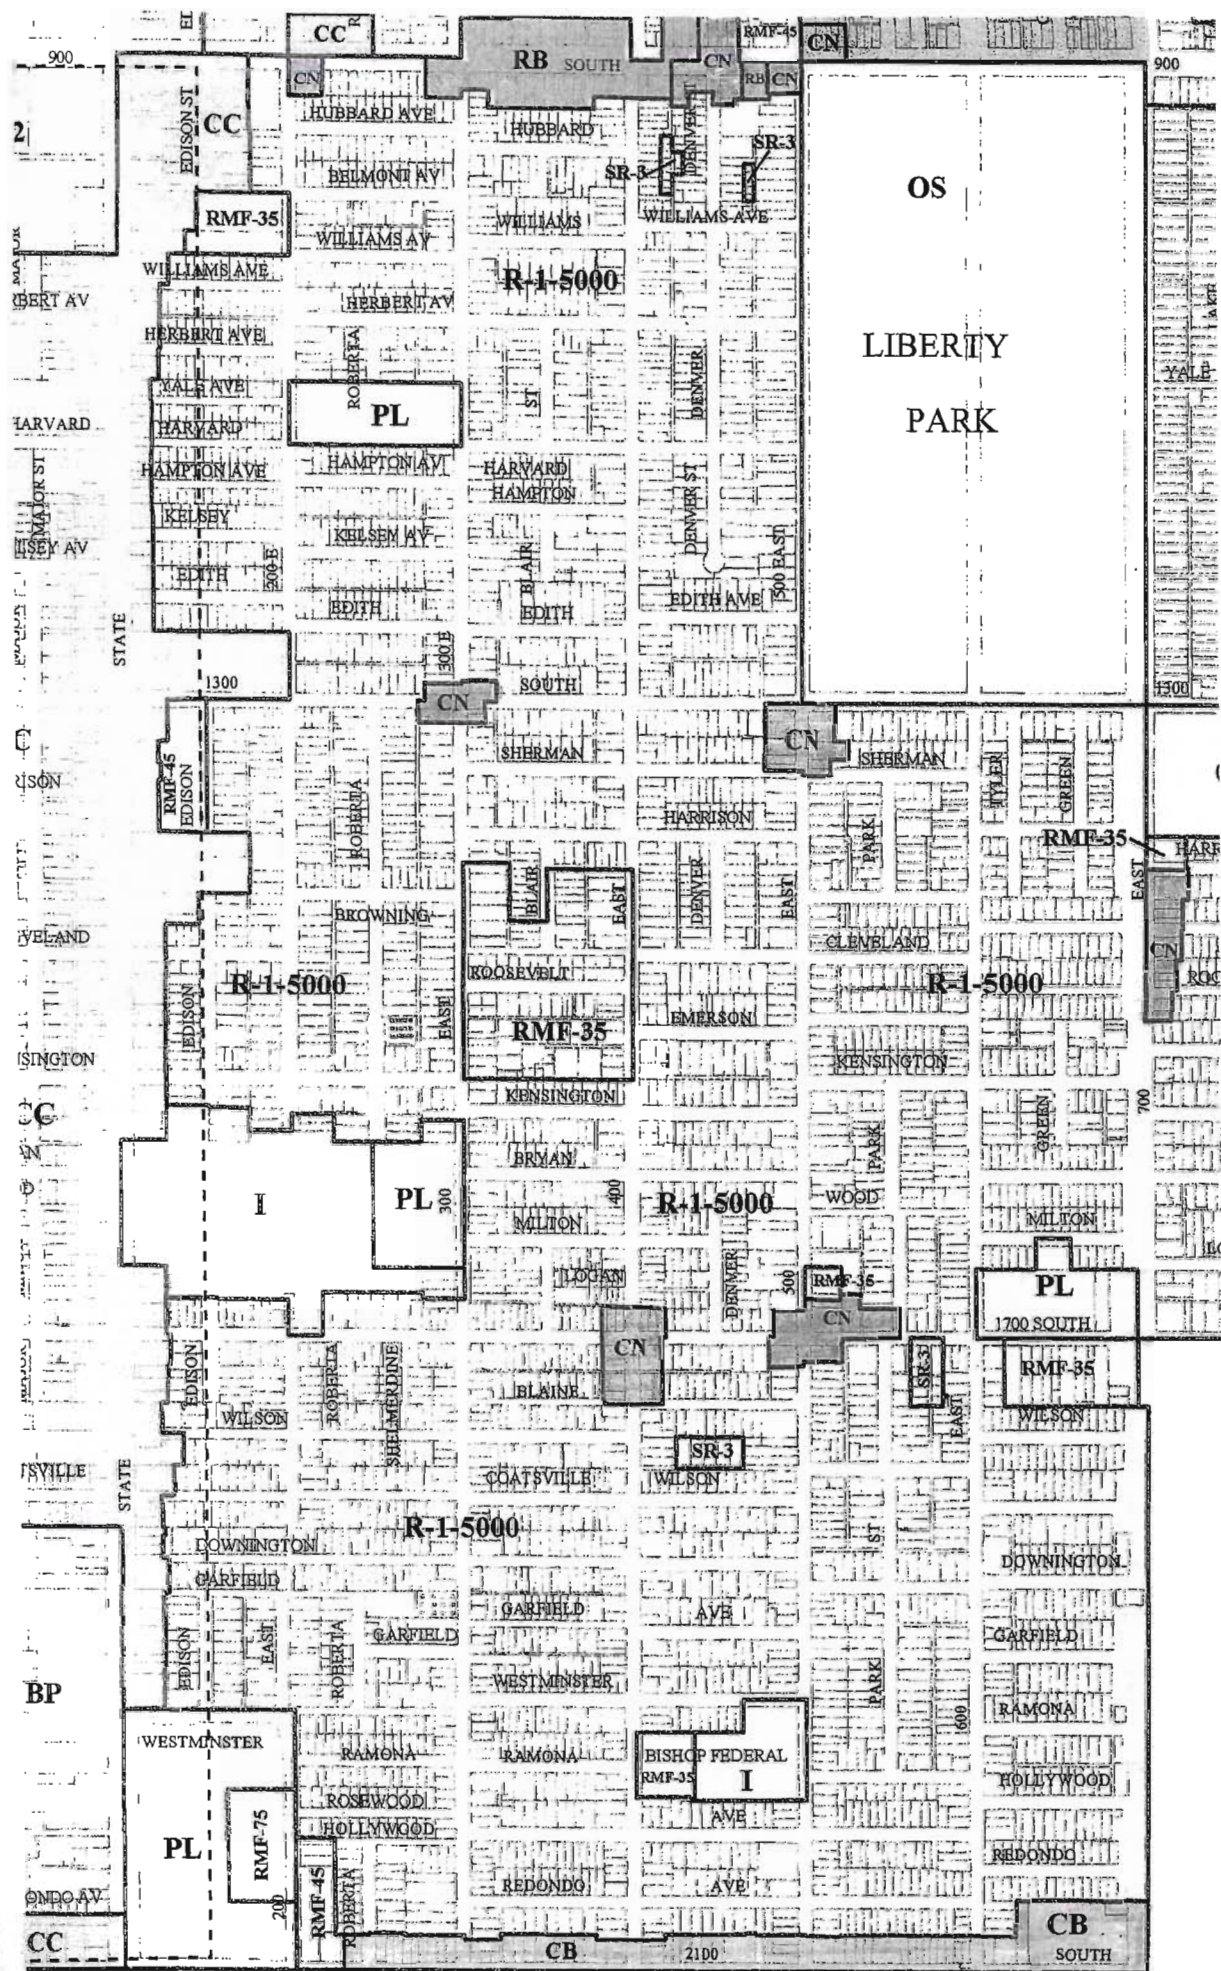 CC
RB SOUTH
CN
RMF-45
CN
900
CN
RB
CN
900
2
EDISON ST
CC
HUBBARD AVE
HUBBARD
DENVER ST
SR-3
SR-3
BELMONT AV
OS
RMF-35
WILLIAMS AV
WILLIAMS
WILLIAMS AVE
WILLIAMS AVE
R-1-5000
RBERT AV
HERBERT AV
HERBERT AVE
ROBERTA
DENVER
LIBERTY
PARK
YALE AVE
YALE
ST
PL
HARVARD
HARVARD
HAMPTON AVE
HAMPTON AV
HARVARD
HAMPTON
MAJOR ST
DENVER ST
KELSEY
KELSEY AV
EDITH
200 E
BLAIR
500 EAST
EDITH
EDITH
EDITH AVE
STATE
300 E
1300
SOUTH
1300
CN
CN
SHERMAN
SHERMAN
RMF-45
EDISON
ROBERTA
HARRISON
PARK
TYLER
GREEN
RMF-35
EAST
BLAIR
EAST
DENVER
EAST
BROWNING
CLEVELAND
CN
ROOSEVELT
R-1-5000
R-1-5000
EDISON
EAST
RMF-35
EMERSON
KENSINGTON
KENSINGTON
700
PARK
GREEN
BRYAN
I
PL
300
400
R-1-5000
WOOD
MILTON
MILTON
LOGAN
DENVER
500
RMF-35
PL
1700 SOUTH
CN
CN
EDISON
ROBERTA
SHELMERDINE
BLAINE
SR-3
RMF-35
WILSON
EAST
WILSON
SR-3
COATSVILLE
WILSON
STATE
R-1-5000
ST
DOWNINGTON
DOWNINGTON
GARFIELD
GARFIELD
AVE
EDISON
EAST
ROBERTA
GARFIELD
GARFIELD
WESTMINSTER
PARK
600
BP
RAMONA
WESTMINSTER
RAMONA
RAMONA
BISHOP FEDERAL
RMF-35
I
HOLLYWOOD
ROSEWOOD
AVE
HOLLYWOOD
PL
RMF-75
REDONDO
RMF-45
ROBERTA
REDONDO
AVE
ONDO AV
200
CC
CB
2100
CB
SOUTH